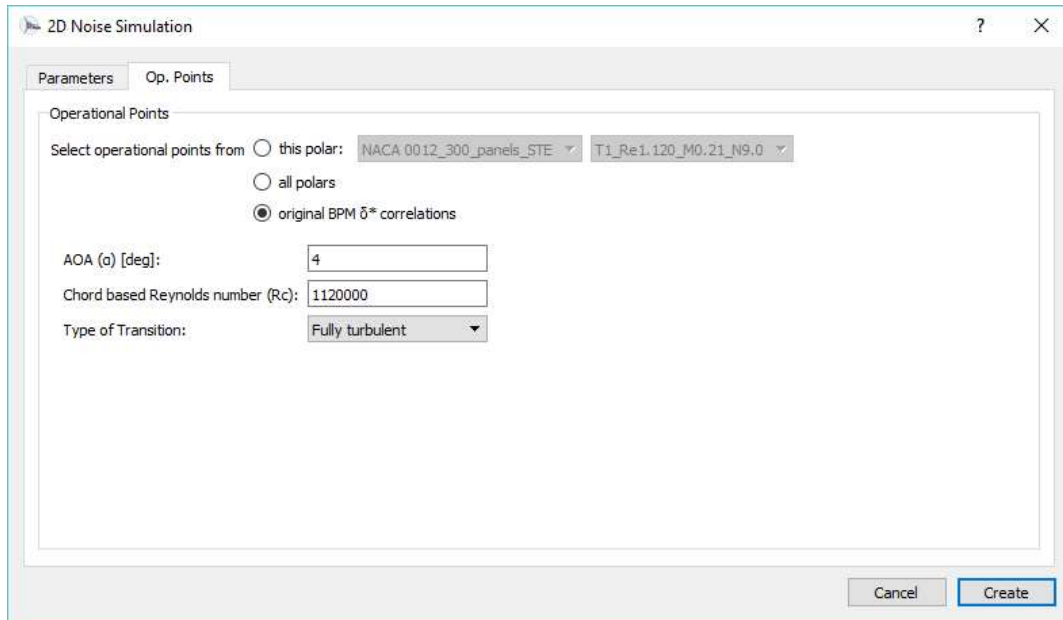 2D Noise Simulation ?
Parameters Op. Points
Operational Points
Select operational points from this polar: NACA 0012_300_panels_STE T1_Re1.120_M0.21_N9.0
all polars
original BPM δ* correlations
AOA (α) [deg]: 4
Chord based Reynolds number (Rc): 1120000
Type of Transition: Fully turbulent
Cancel Create